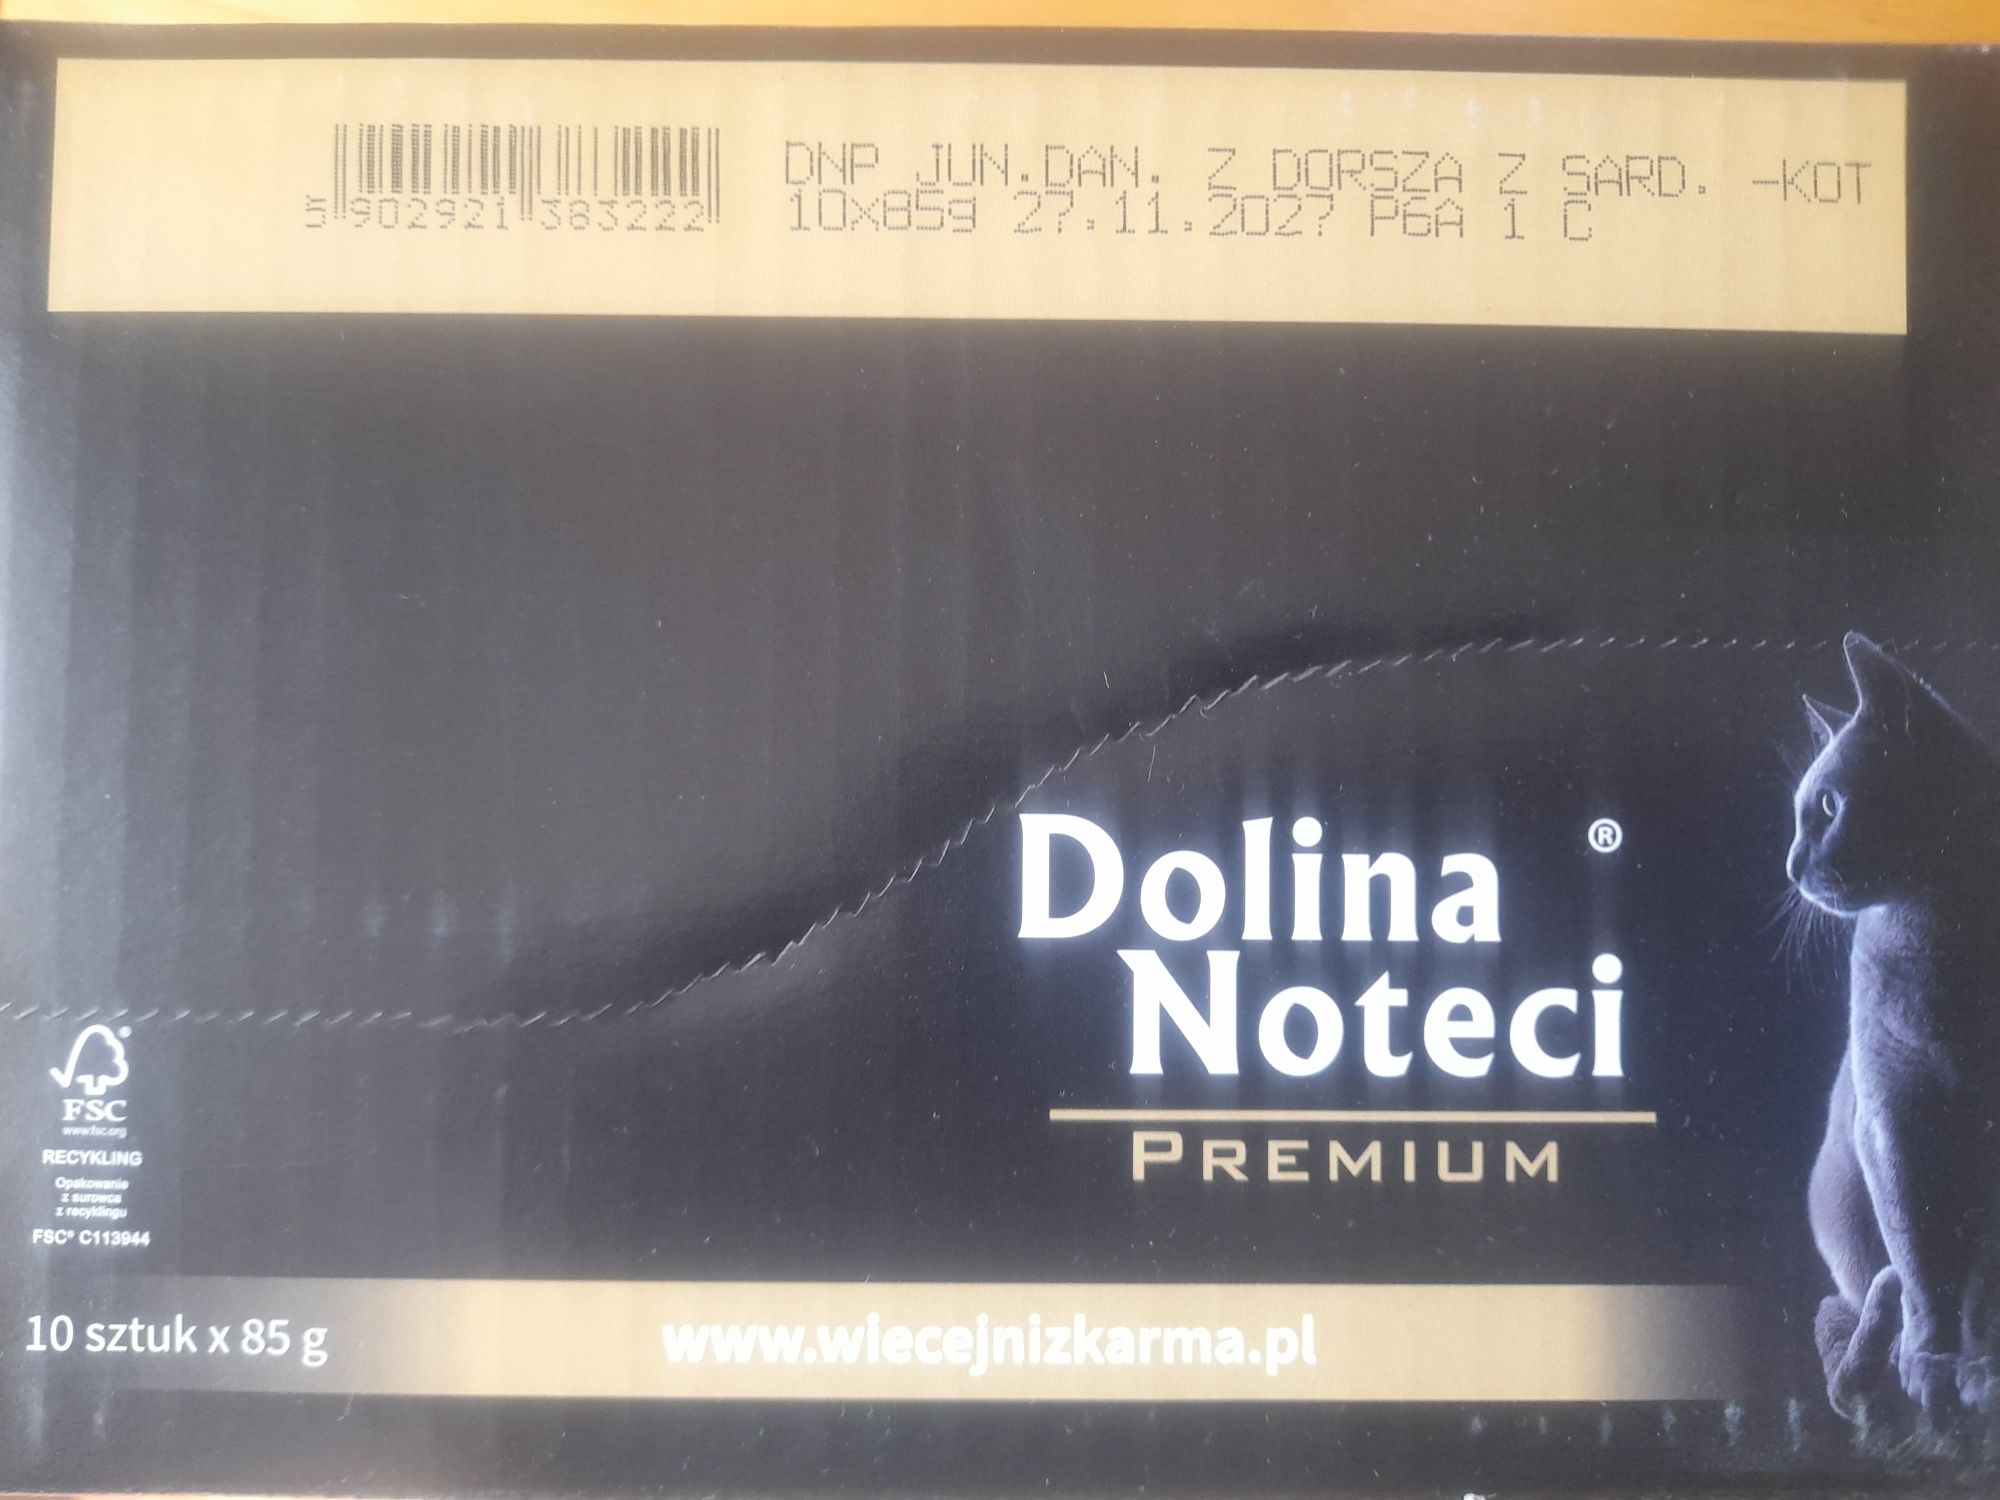 DNP JUN.DAN. Z DORSZA Z SARD. -KOT
10x85g 27.11.2027 P6A 1 C
5 902921 383222
Dolina ®
Noteci
PREMIUM
FSC
www.fsc.org
RECYKLING
Opakowanie
z surowca
z recyklingu
FSC® C113944
10 sztuk x 85 g
www.wiecejnizkarma.pl